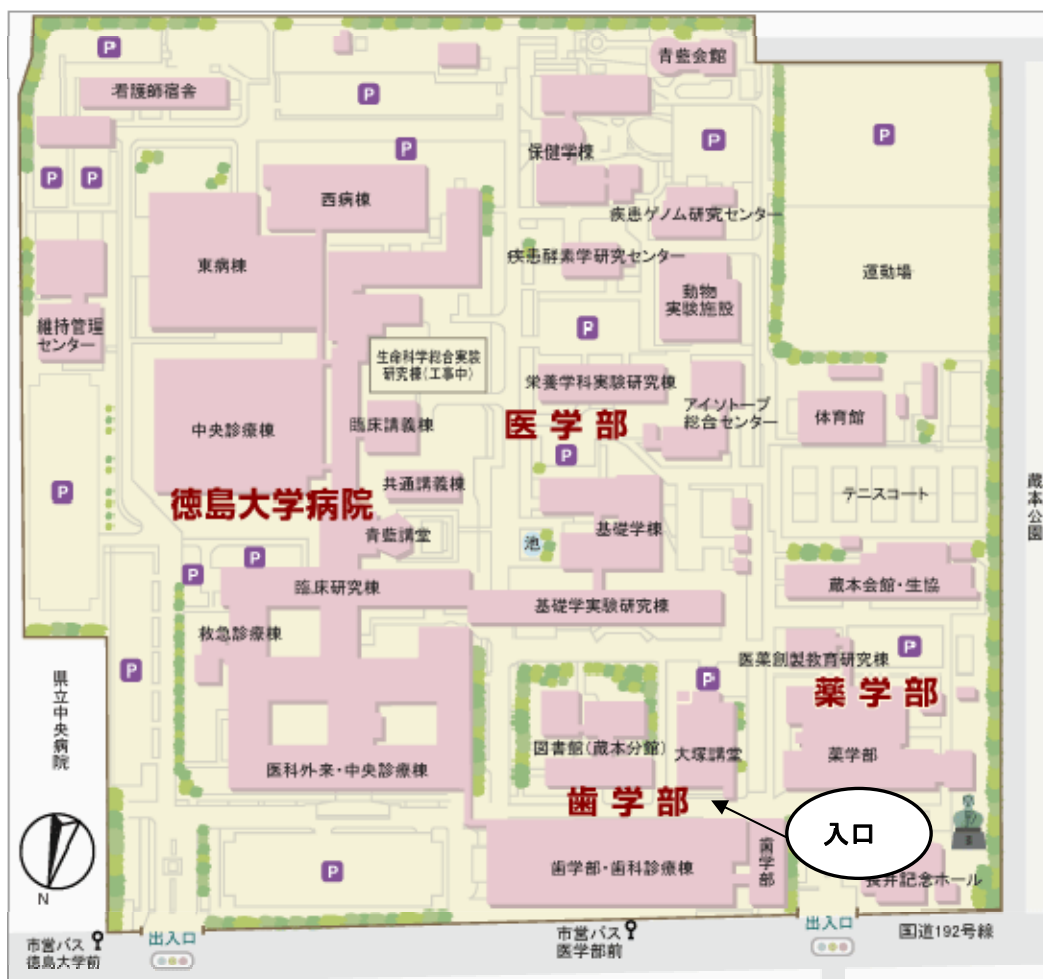 青藍会館
看護師宿舎
P
P
P
P
P
P
P
保健学棟
西病棟
疾患ゲノム研究センター
疾患酵素学研究センター
東病棟
運動場
動物
実験施設
維持管理
センター
P
生命科学総合実験
研究棟(工事中)
栄養学科実験研究棟
アイソトープ
総合センター
体育館
中央診療棟
臨床講義棟
医学部
P
P
共通講義棟
テニスコート
蔵本公園
徳島大学病院
青藍講堂
池
基礎学棟
P
P
臨床研究棟
蔵本会館・生協
基礎学実験研究棟
救急診療棟
P
P
P
医薬創製教育研究棟
薬学部
県立中央病院
図書館(蔵本分館)
大塚講堂
薬学部
医科外来・中央診療棟
歯学部
入口
P
歯学部・歯科診療棟
歯学部
長井記念ホール
N
市営バス
徳島大学前
出入口
市営バス
医学部前
出入口
国道192号線